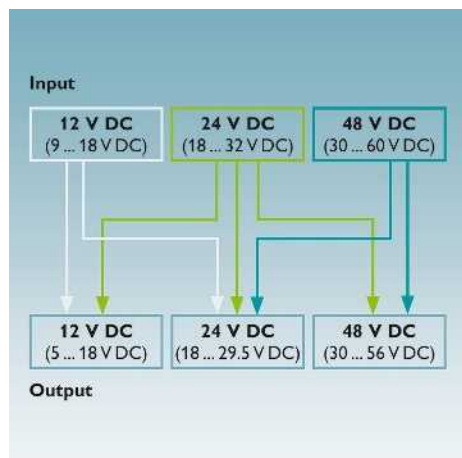 Input
12 V DC
(9 ... 18 V DC)
24 V DC
(18 ... 32 V DC)
48 V DC
(30 ... 60 V DC)
12 V DC
(5 ... 18 V DC)
24 V DC
(18 ... 29.5 V DC)
48 V DC
(30 ... 56 V DC)
Output